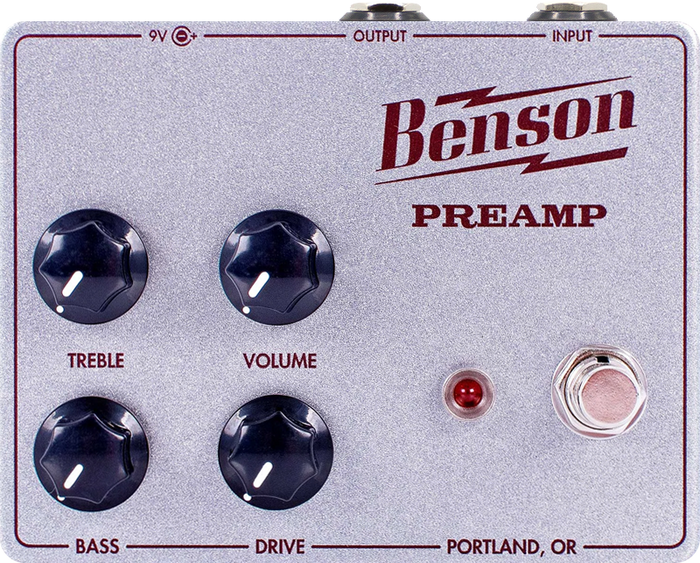 9V - + OUTPUT INPUT
Benson
PREAMP
TREBLE VOLUME
BASS DRIVE PORTLAND, OR